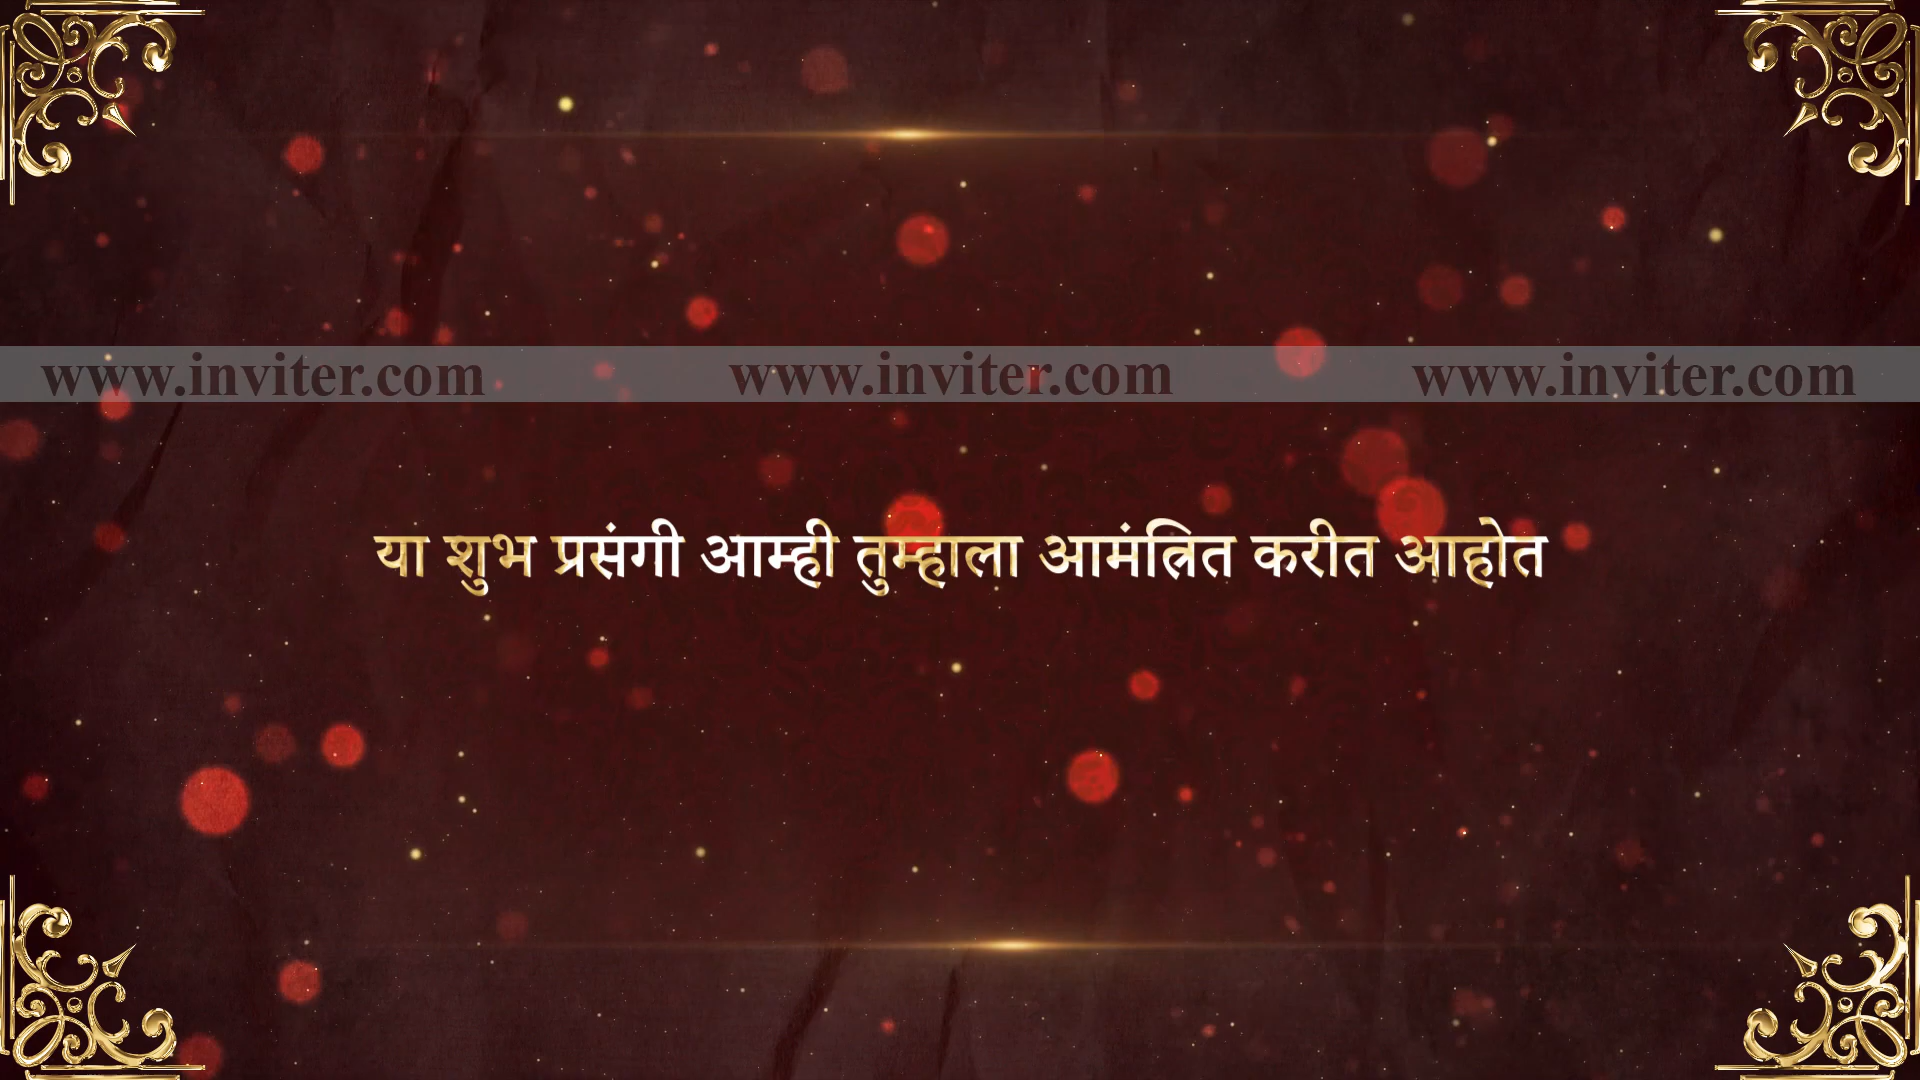 www.inviter.com www.inviter.com www.inviter.com
या शुभ प्रसंगी आम्ही तुम्हाला आमंत्रित करीत आहोत